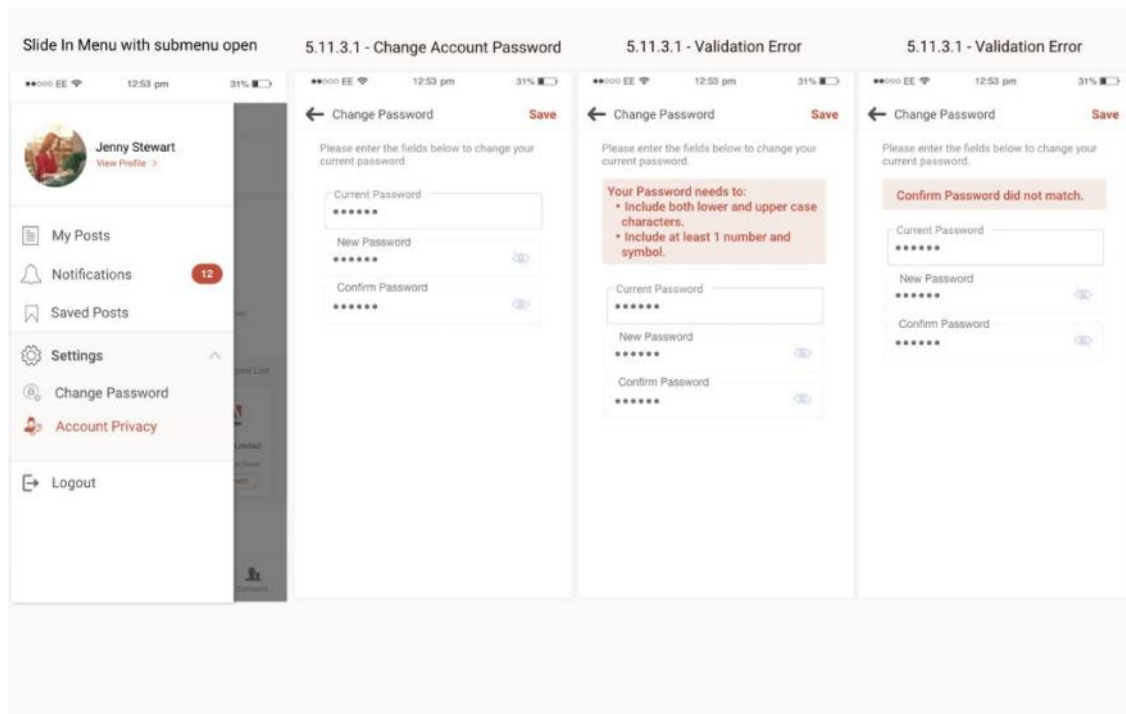 Slide In Menu with submenu open
●●○○○ EE 12:53 pm 31%
Jenny Stewart
View Profile >
My Posts
Notifications 12
Saved Posts
Settings
Change Password
Account Privacy
Logout
Limited
5.11.3.1 - Change Account Password
●●○○○ EE 12:53 pm 31%
← Change Password Save
Please enter the fields below to change your
current password.
Current Password
●●●●●●
New Password
●●●●●●
Confirm Password
●●●●●●
5.11.3.1 - Validation Error
●●○○○ EE 12:53 pm 31%
← Change Password Save
Please enter the fields below to change your
current password.
Your Password needs to:
• Include both lower and upper case
characters.
• Include at least 1 number and
symbol.
Current Password
●●●●●●
New Password
●●●●●●
Confirm Password
●●●●●●
5.11.3.1 - Validation Error
●●○○○ EE 12:53 pm 31%
← Change Password Save
Please enter the fields below to change your
current password.
Confirm Password did not match.
Current Password
●●●●●●
New Password
●●●●●●
Confirm Password
●●●●●●